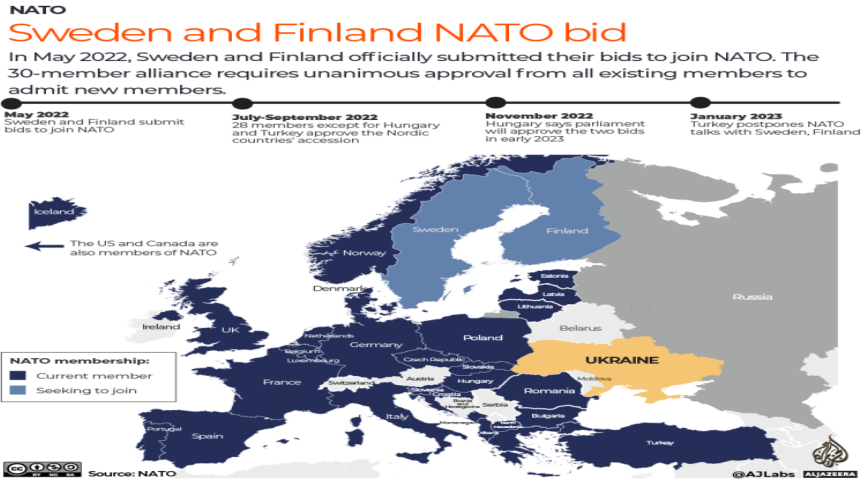 NATO
Sweden and Finland NATO bid
In May 2022, Sweden and Finland officially submitted their bids to join NATO. The
30-member alliance requires unanimous approval from all existing members to
admit new members.
May 2022
Sweden and Finland submit
bids to join NATO
July-September 2022
28 members except for Hungary
and Turkey approve the Nordic
countries' accession
November 2022
Hungary says parliament
will approve the two bids
in early 2023
January 2023
Turkey postpones NATO
talks with Sweden, Finland
Iceland
The US and Canada are
also members of NATO
Sweden
Finland
Norway
Estonia
Latvia
Lithuania
Denmark
Russia
Ireland
UK
Netherlands
Belgium
Luxembourg
Germany
Poland
Belarus
Czech Republic
Slovakia
UKRAINE
Moldova
France
Switzerland
Austria
Hungary
Slovenia
Croatia
Romania
Bosnia
and
Herzegovina
Serbia
Montenegro
Bulgaria
North
Macedonia
Albania
Italy
Portugal
Spain
Turkey
NATO membership:
Current member
Seeking to join
CC
BY NC SA
Source: NATO
@AJLabs
ALJAZEERA